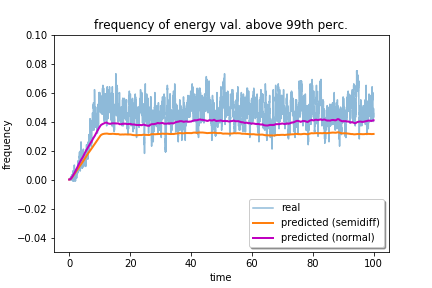 frequency of energy val. above 99th perc.
0.10
0.08
0.06
0.04
0.02
0.00
−0.02
−0.04
frequency
0
20
40
60
80
100
time
real
predicted (semidiff)
predicted (normal)